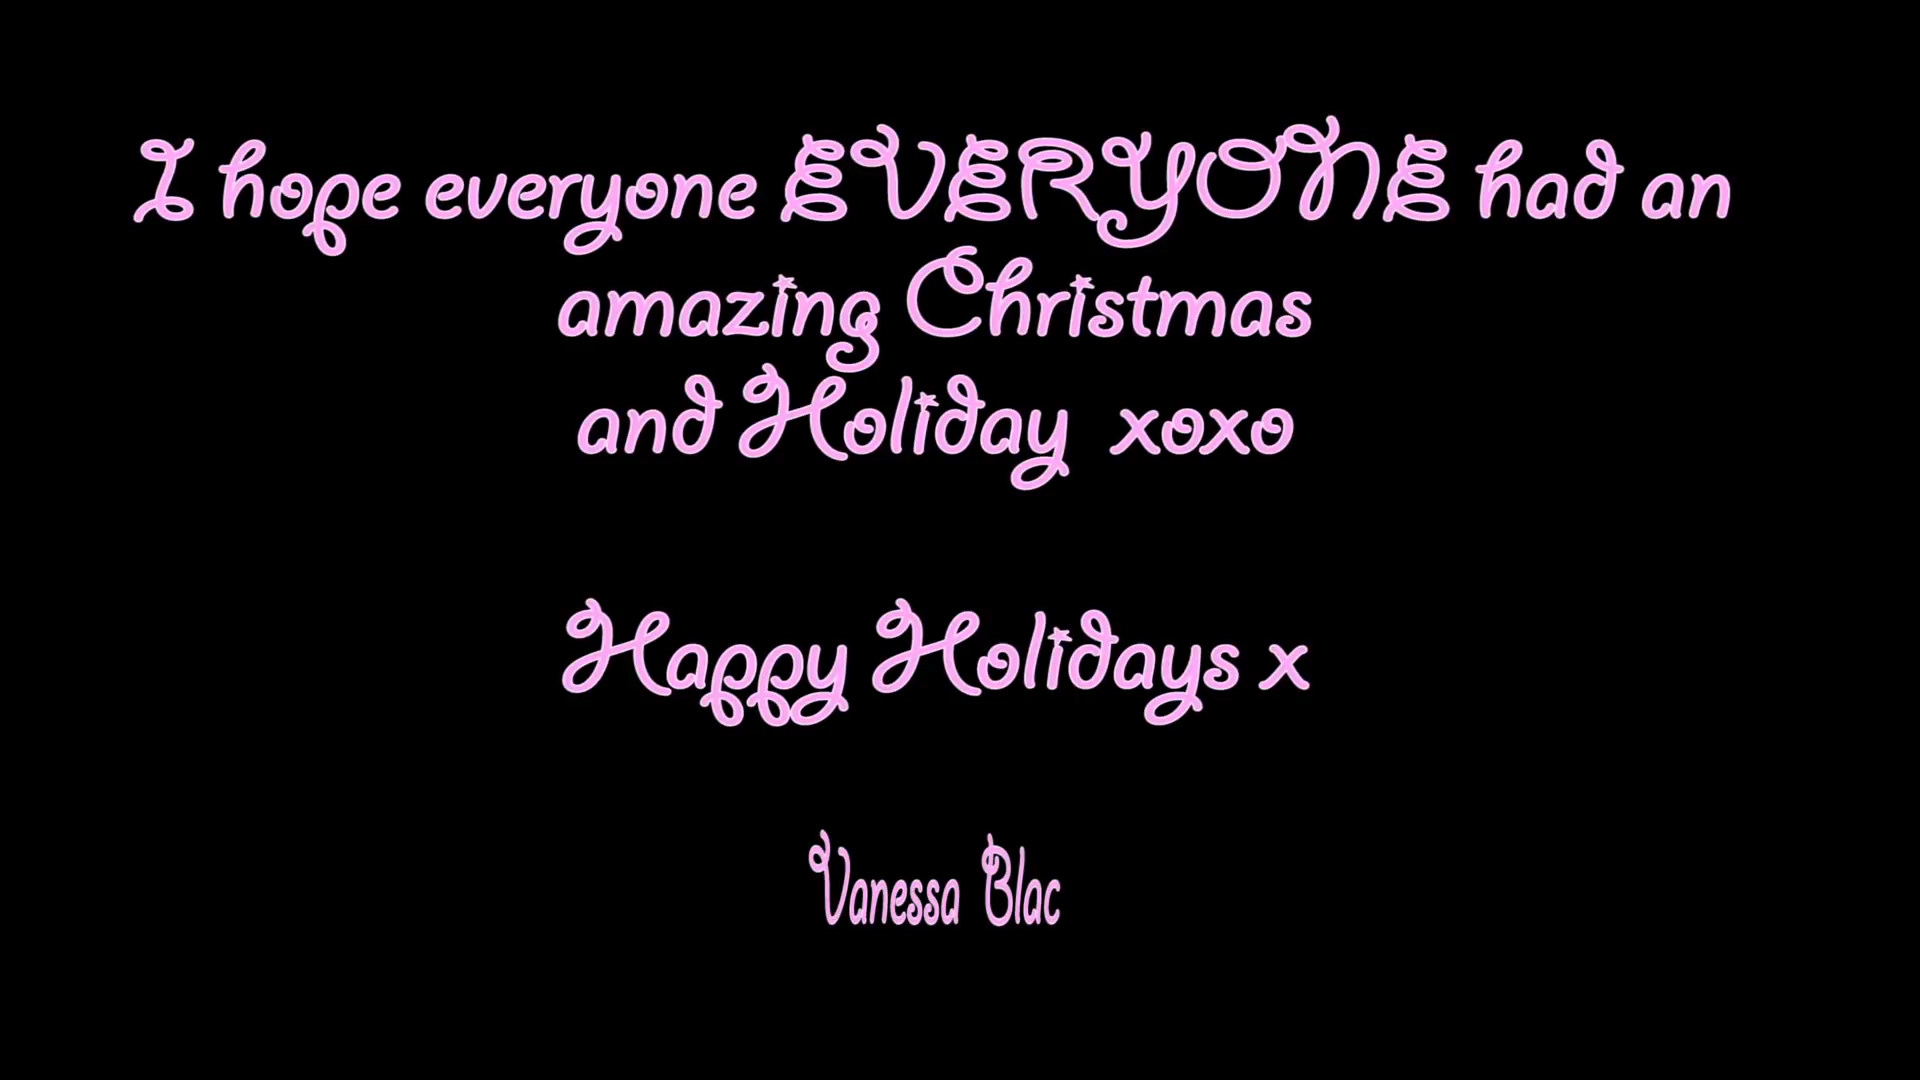 I hope everyone EVERYONE had an
amazing Christmas
and Holiday xoxo
Happy Holidays x
Vanessa Blac